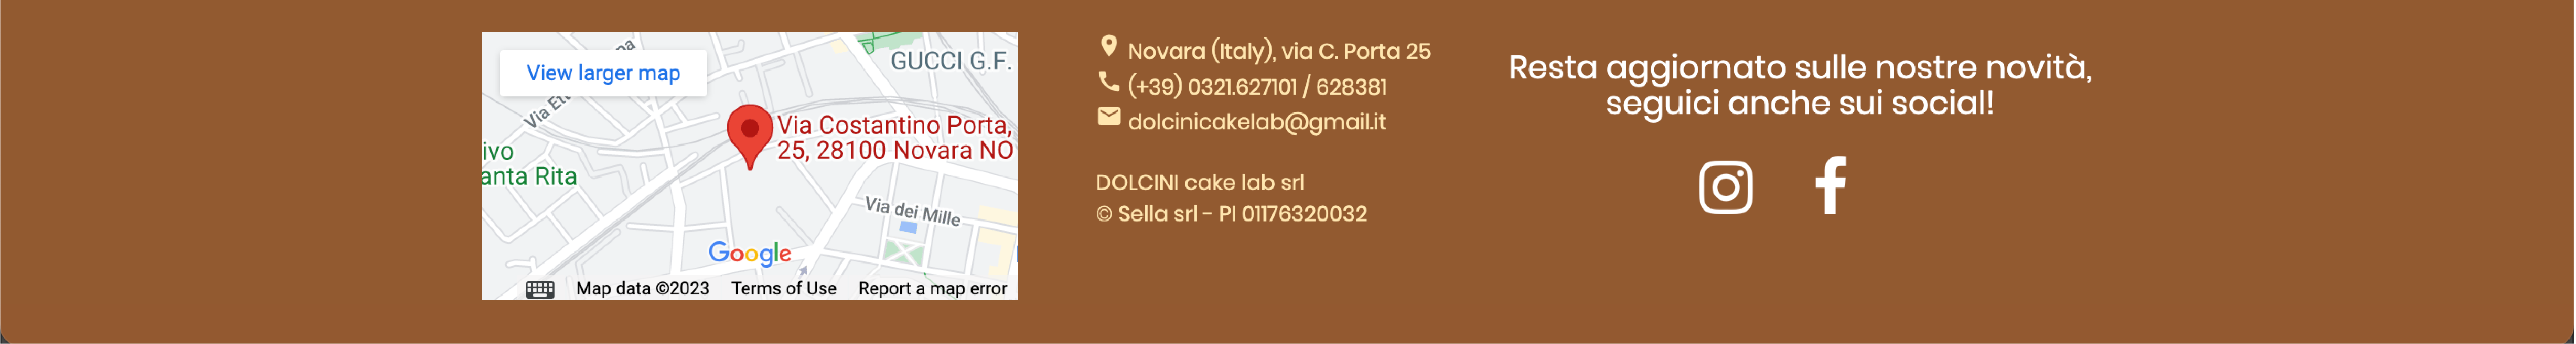 View larger map
GUCCI G.F.
Via
Via Costantino Porta,
25, 28100 Novara NO
ivo
anta Rita
Via dei Mille
Google
Map data ©2023 Terms of Use Report a map error
Novara (Italy), via C. Porta 25
(+39) 0321.627101 / 628381
dolcinicakelab@gmail.it
DOLCINI cake lab srl
© Sella srl - PI 01176320032
Resta aggiornato sulle nostre novità,
seguici anche sui social!